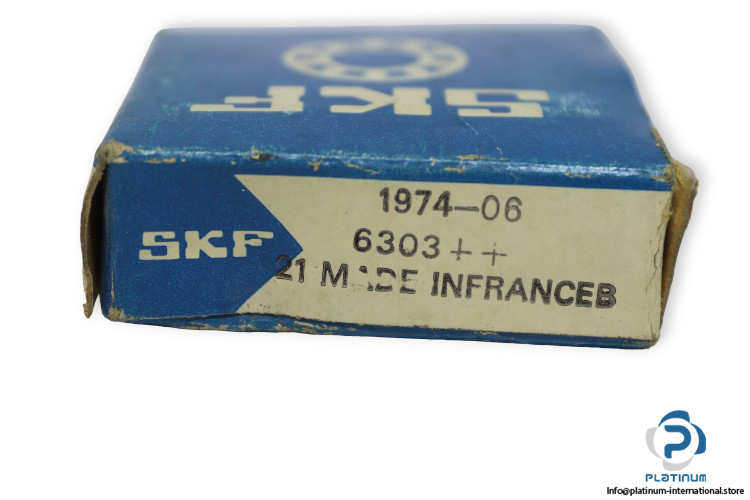 SKF
SKF
1974-06
6303++
21 MADE INFRANCEB
PLATINUM
Info@platinum-international.store